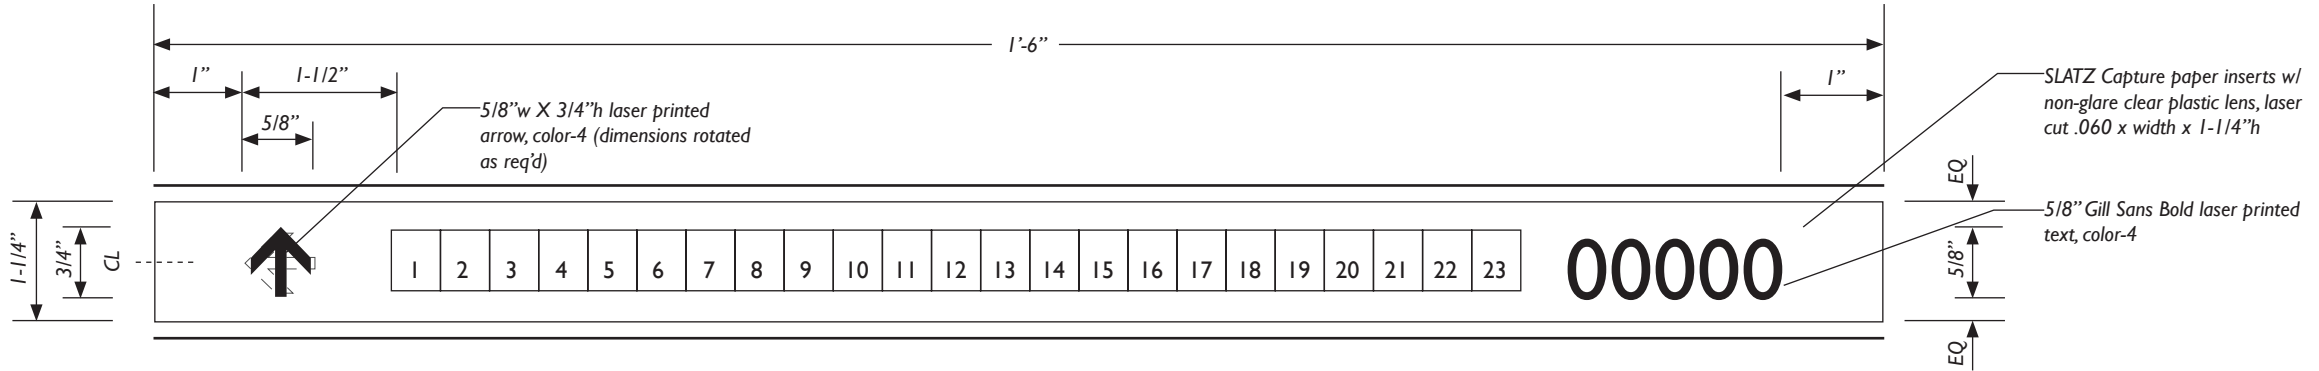 1’-6”
1”
1-1/2”
1”
5/8”
5/8”w X 3/4”h laser printed
arrow, color-4 (dimensions rotated
as req’d)
SLATZ Capture paper inserts w/
non-glare clear plastic lens, laser
cut .060 x width x 1-1/4”h
EQ
5/8” Gill Sans Bold laser printed
text, color-4
1-1/4”
3/4”
CL
1 2 3 4 5 6 7 8 9 10 11 12 13 14 15 16 17 18 19 20 21 22 23
00000
5/8”
EQ